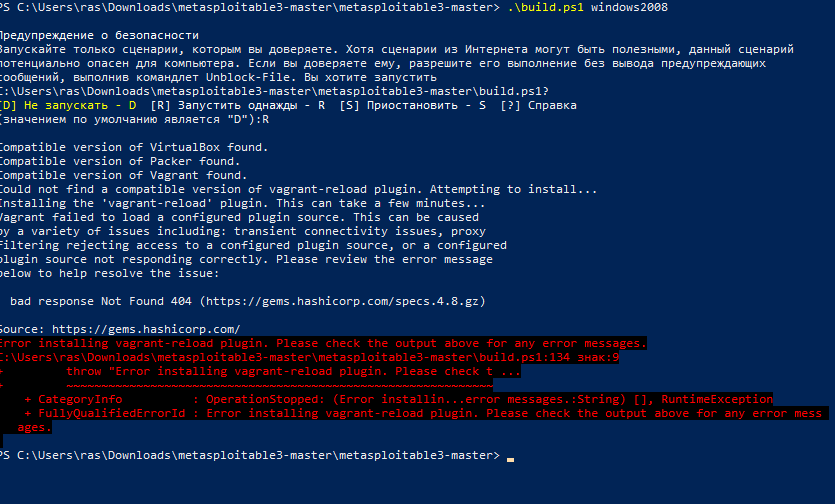 PS C:\Users\ras\Downloads\metasploitable3-master\metasploitable3-master> .\build.ps1 windows2008
Предупреждение о безопасности
Запускайте только сценарии, которым вы доверяете. Хотя сценарии из Интернета могут быть полезными, данный сценарий
потенциально опасен для компьютера. Если вы доверяете ему, разрешите его выполнение без вывода предупреждающих
сообщений, выполнив командлет Unblock-File. Вы хотите запустить
C:\Users\ras\Downloads\metasploitable3-master\metasploitable3-master\build.ps1?
[D] Не запускать - D  [R] Запустить однажды - R  [S] Приостановить - S  [?] Справка
(значением по умолчанию является "D"):R
Compatible version of VirtualBox found.
Compatible version of Packer found.
Compatible version of Vagrant found.
Could not find a compatible version of vagrant-reload plugin. Attempting to install...
Installing the 'vagrant-reload' plugin. This can take a few minutes...
Vagrant failed to load a configured plugin source. This can be caused
by a variety of issues including: transient connectivity issues, proxy
filtering rejecting access to a configured plugin source, or a configured
plugin source not responding correctly. Please review the error message
below to help resolve the issue:
bad response Not Found 404 (https://gems.hashicorp.com/specs.4.8.gz)
Source: https://gems.hashicorp.com/
Error installing vagrant-reload plugin. Please check the output above for any error messages.
C:\Users\ras\Downloads\metasploitable3-master\metasploitable3-master\build.ps1:134 знак:9
+         throw "Error installing vagrant-reload plugin. Please check t ...
+         ~~~~~~~~~~~~~~~~~~~~~~~~~~~~~~~~~~~~~~~~~~~~~~~~~~~~~~~~~~~~~
+ CategoryInfo          : OperationStopped: (Error installin...error messages.:String) [], RuntimeException
+ FullyQualifiedErrorId : Error installing vagrant-reload plugin. Please check the output above for any error mess
ages.
PS C:\Users\ras\Downloads\metasploitable3-master\metasploitable3-master>